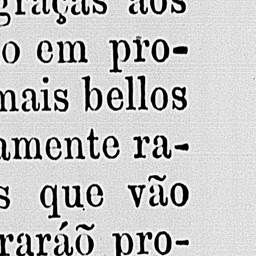 graças aos
o em pro-
mais bellos
amente ra-
s que vão
raráõ pro-